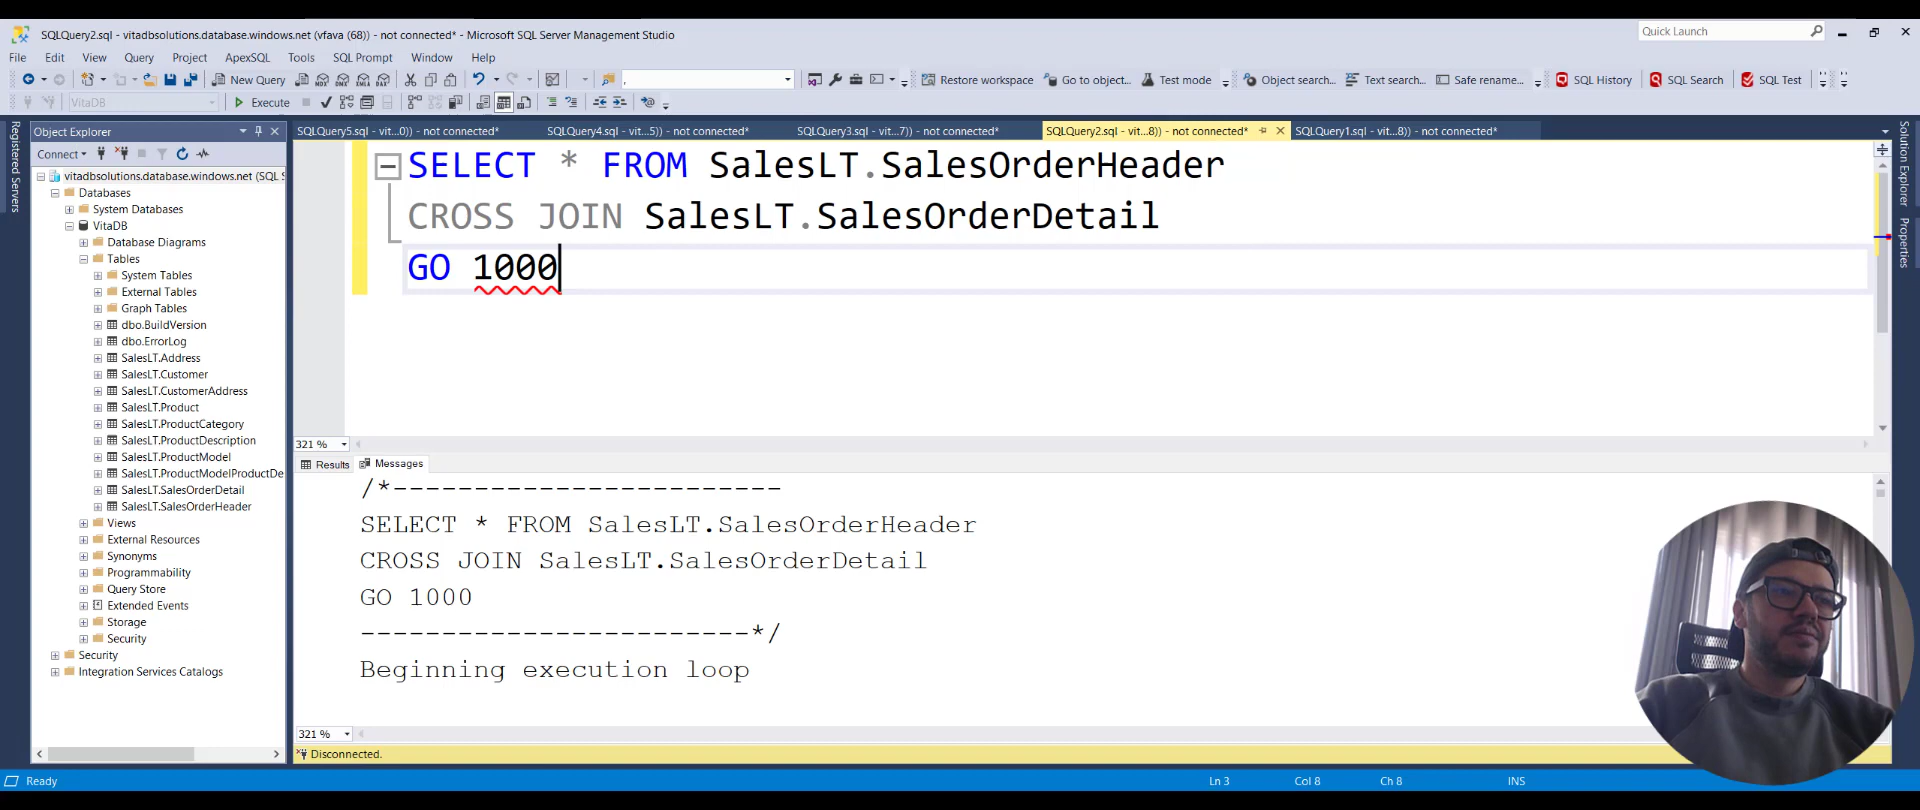 SQLQuery2.sql - vitadbsolutions.database.windows.net (vfava (68)) - not connected* - Microsoft SQL Server Management Studio
Quick Launch
File Edit View Query Project ApexSQL Tools SQL Prompt Window Help
New Query
MDX DMX XMLA DAX
,
Restore workspace Go to object... Test mode Object search... Text search... Safe rename... SQL History SQL Search SQL Test
VitaDB
Execute
Registered Servers
Object Explorer
Connect
vitadbsolutions.database.windows.net (SQL S
Databases
System Databases
VitaDB
Database Diagrams
Tables
System Tables
External Tables
Graph Tables
dbo.BuildVersion
dbo.ErrorLog
SalesLT.Address
SalesLT.Customer
SalesLT.CustomerAddress
SalesLT.Product
SalesLT.ProductCategory
SalesLT.ProductDescription
SalesLT.ProductModel
SalesLT.ProductModelProductDe
SalesLT.SalesOrderDetail
SalesLT.SalesOrderHeader
Views
External Resources
Synonyms
Programmability
Query Store
Extended Events
Storage
Security
Security
Integration Services Catalogs
SQLQuery5.sql - vit...0)) - not connected* SQLQuery4.sql - vit...5)) - not connected* SQLQuery3.sql - vit...7)) - not connected* SQLQuery2.sql - vit...8)) - not connected* SQLQuery1.sql - vit...8)) - not connected*
SELECT * FROM SalesLT.SalesOrderHeader
CROSS JOIN SalesLT.SalesOrderDetail
GO 1000
321 %
Results Messages
/*------------------------
SELECT * FROM SalesLT.SalesOrderHeader
CROSS JOIN SalesLT.SalesOrderDetail
GO 1000
------------------------*/
Beginning execution loop
321 %
Disconnected.
Solution Explorer
Properties
Ready Ln 3 Col 8 Ch 8 INS